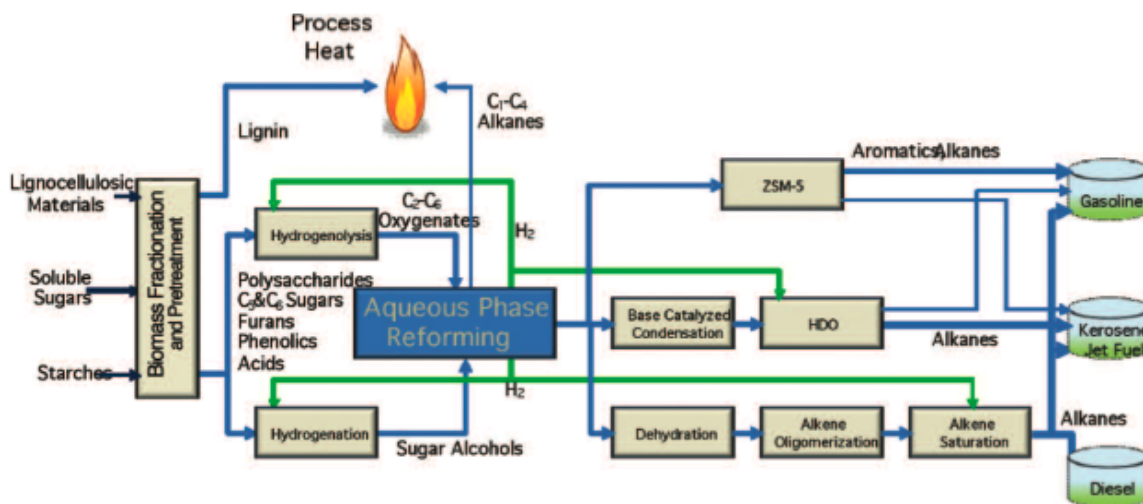 Process
Heat
C₁-C₄
Alkanes
Lignin
Lignocellulosic
Materials
Soluble
Sugars
Starches
Biomass Fractionation
and Pretreatment
Hydrogenolysis
C₂-C₆
Oxygenates
H₂
Polysaccharides
C₅&C₆ Sugars
Furans
Phenolics
Acids
Aqueous Phase
Reforming
H₂
Hydrogenation
Sugar Alcohols
ZSM-5
Aromatics, Alkanes
Gasoline
Base Catalyzed
Condensation
HDO
Alkanes
Kerosene
Jet Fuel
Dehydration
Alkene
Oligomerization
Alkene
Saturation
Alkanes
Diesel